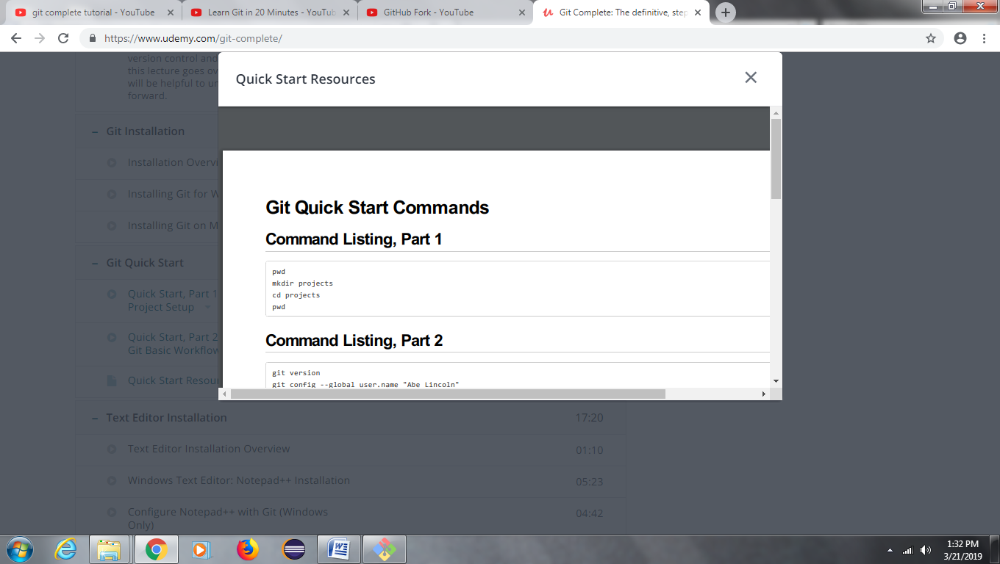 git complete tutorial - YouTube
Learn Git in 20 Minutes - YouTub
GitHub Fork - YouTube
Git Complete: The definitive, step
https://www.udemy.com/git-complete/
version control and
this lecture goes ov
will be helpful to un
forward.
Quick Start Resources
Git Installation
Installation Overvi
Installing Git for W
Installing Git on M
Git Quick Start
Quick Start, Part 1
Project Setup
Quick Start, Part 2
Git Basic Workflow
Quick Start Resou
Git Quick Start Commands
Command Listing, Part 1
pwd
mkdir projects
cd projects
pwd
Command Listing, Part 2
git version
git config --global user.name "Abe Lincoln"
Text Editor Installation 17:20
Text Editor Installation Overview 01:10
Windows Text Editor: Notepad++ Installation 05:23
Configure Notepad++ with Git (Windows 04:42
Only)
1:32 PM
3/21/2019